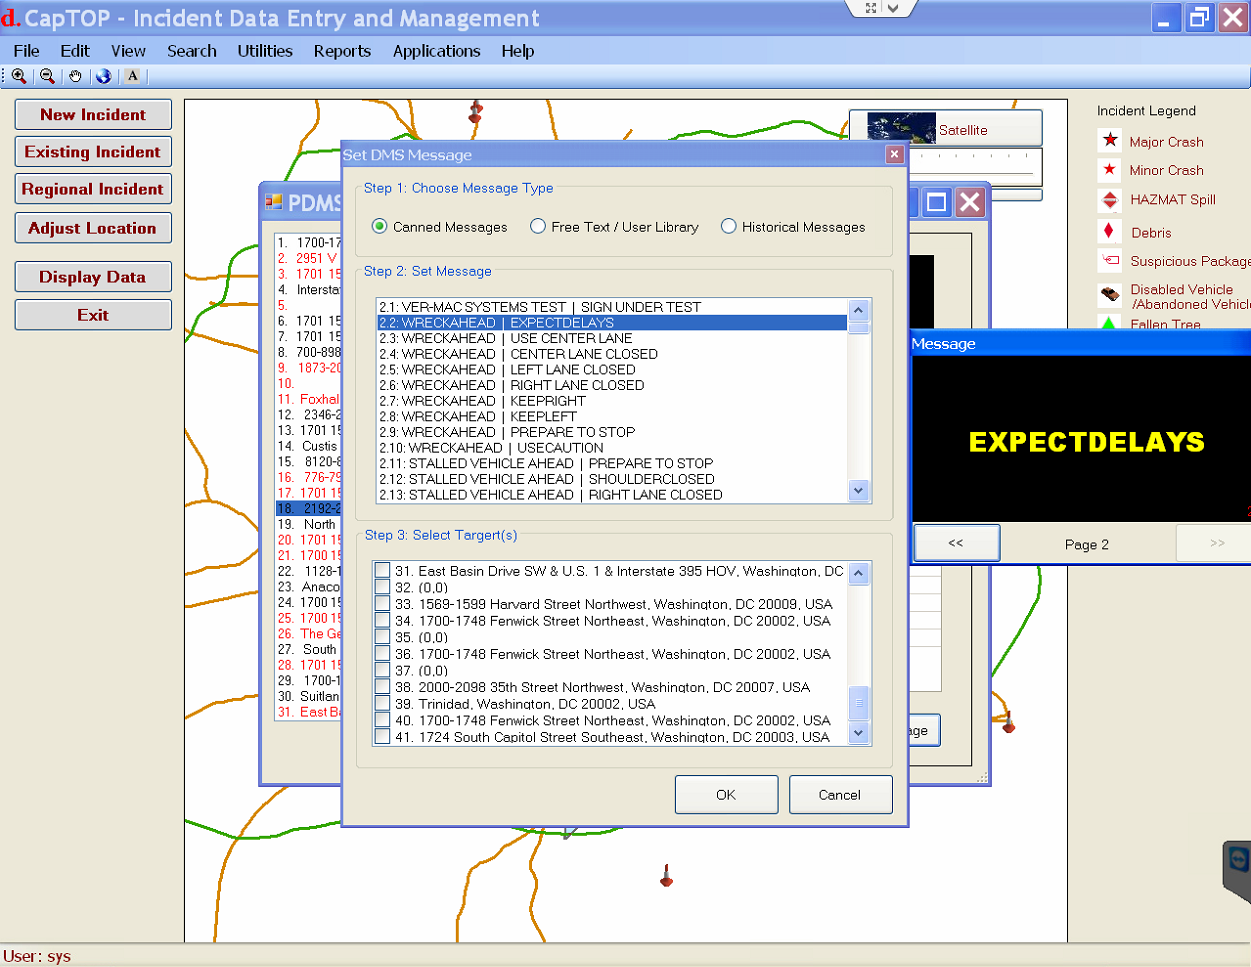 d. CapTOP - Incident Data Entry and Management
File Edit View Search Utilities Reports Applications Help
A
New Incident
Existing Incident
Regional Incident
Adjust Location
Display Data
Exit
Satellite
Incident Legend
Major Crash
Minor Crash
HAZMAT Spill
Debris
Suspicious Package
Disabled Vehicle
/Abandoned Vehicl
Fallen Tree
PDMS
1. 1700-17
2. 2951 V
3. 1701 15
4. Intersta
5.
6. 1701 15
7. 1701 15
8. 700-898
9. 1873-20
10.
11. Foxhal
12. 2346-2
13. 1701 15
14. Custis
15. 8120-8
16. 776-79
17. 1701 15
18. 2192-2
19. North
20. 1701 15
21. 1700 15
22. 1128-1
23. Anaco
24. 1700 15
25. 1700 15
26. The Ge
27. South
28. 1701 15
29. 1700-1
30. Suitlan
31. East Ba
age
Set DMS Message
Step 1: Choose Message Type
Canned Messages Free Text / User Library Historical Messages
Step 2: Set Message
2.1: VER-MAC SYSTEMS TEST | SIGN UNDER TEST
2.2: WRECKAHEAD | EXPECTDELAYS
2.3: WRECKAHEAD | USE CENTER LANE
2.4: WRECKAHEAD | CENTER LANE CLOSED
2.5: WRECKAHEAD | LEFT LANE CLOSED
2.6: WRECKAHEAD | RIGHT LANE CLOSED
2.7: WRECKAHEAD | KEEPRIGHT
2.8: WRECKAHEAD | KEEPLEFT
2.9: WRECKAHEAD | PREPARE TO STOP
2.10: WRECKAHEAD | USECAUTION
2.11: STALLED VEHICLE AHEAD | PREPARE TO STOP
2.12: STALLED VEHICLE AHEAD | SHOULDERCLOSED
2.13: STALLED VEHICLE AHEAD | RIGHT LANE CLOSED
Step 3: Select Targert(s)
31. East Basin Drive SW & U.S. 1 & Interstate 395 HOV, Washington, DC
32. (0,0)
33. 1569-1599 Harvard Street Northwest, Washington, DC 20009, USA
34. 1700-1748 Fenwick Street Northeast, Washington, DC 20002, USA
35. (0,0)
36. 1700-1748 Fenwick Street Northeast, Washington, DC 20002, USA
37. (0,0)
38. 2000-2098 35th Street Northwest, Washington, DC 20007, USA
39. Trinidad, Washington, DC 20002, USA
40. 1700-1748 Fenwick Street Northeast, Washington, DC 20002, USA
41. 1724 South Capitol Street Southeast, Washington, DC 20003, USA
OK Cancel
Message
EXPECTDELAYS
<< Page 2 >>
User: sys